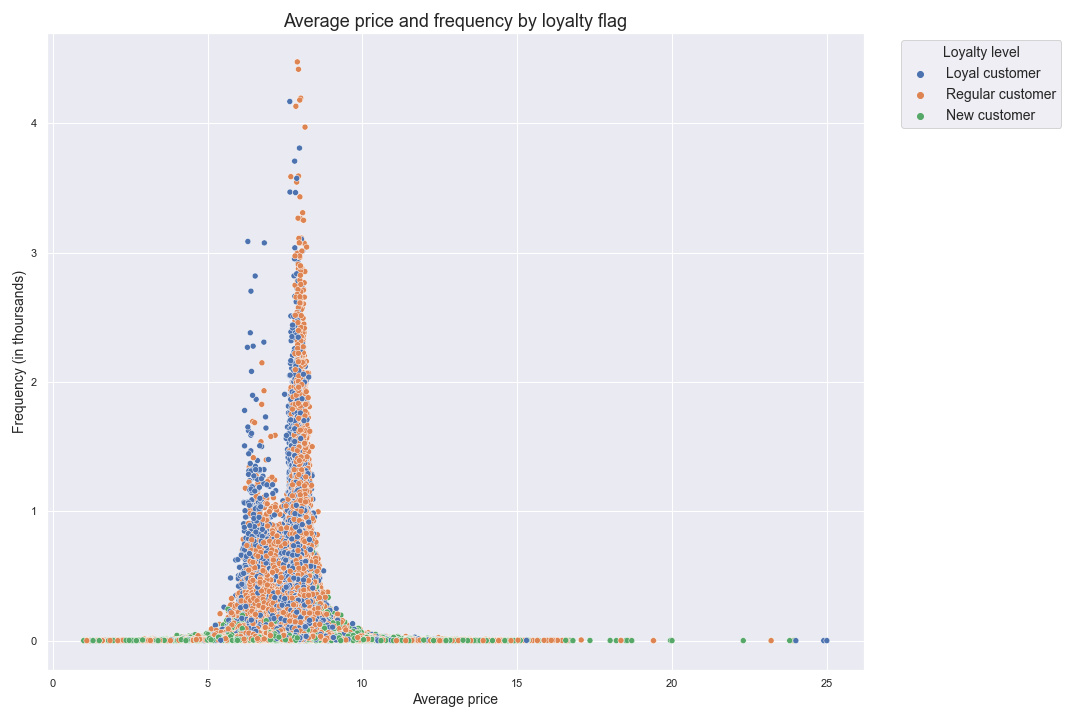 Average price and frequency by loyalty flag
Loyalty level
Loyal customer
Regular customer
New customer
Frequency (in thoursands)
4
3
2
1
0
0 5 10 15 20 25
Average price